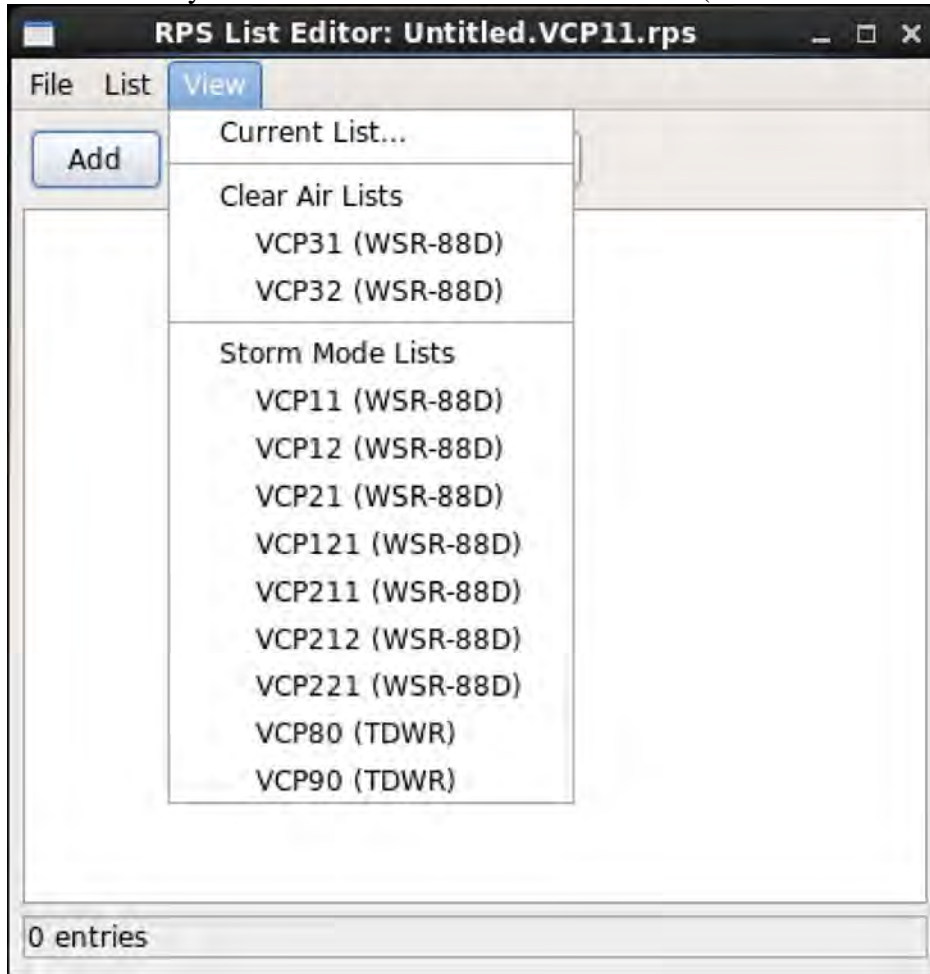 RPS List Editor: Untitled.VCP11.rps
File List View
Add
Current List...
Clear Air Lists
VCP31 (WSR-88D)
VCP32 (WSR-88D)
Storm Mode Lists
VCP11 (WSR-88D)
VCP12 (WSR-88D)
VCP21 (WSR-88D)
VCP121 (WSR-88D)
VCP211 (WSR-88D)
VCP212 (WSR-88D)
VCP221 (WSR-88D)
VCP80 (TDWR)
VCP90 (TDWR)
0 entries